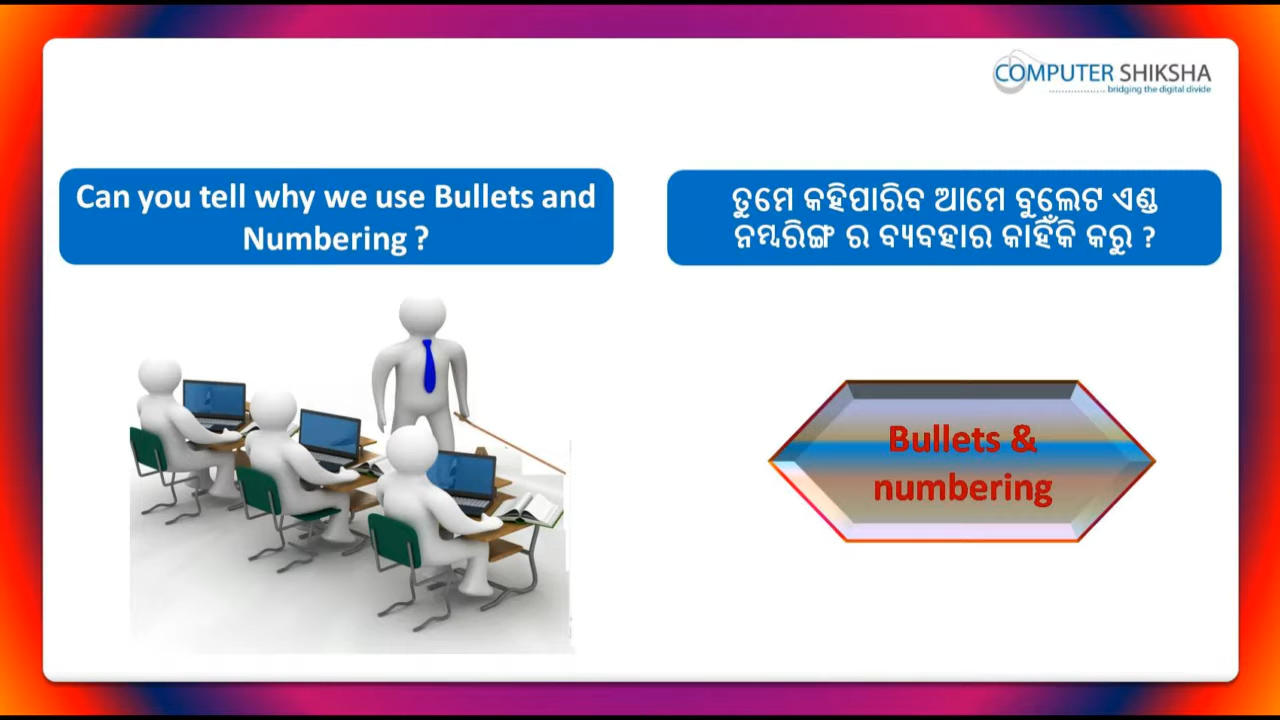 COMPUTER SHIKSHA
bridging the digital divide
Can you tell why we use Bullets and
Numbering ?
ତୁମେ କହିପାରିବ ଆମେ ବୁଲେଟ ଏଣ୍ଡ
ନମ୍ବରିଙ୍ଗ ର ବ୍ୟବହାର କାହିଁକି କରୁ ?
Bullets &
numbering